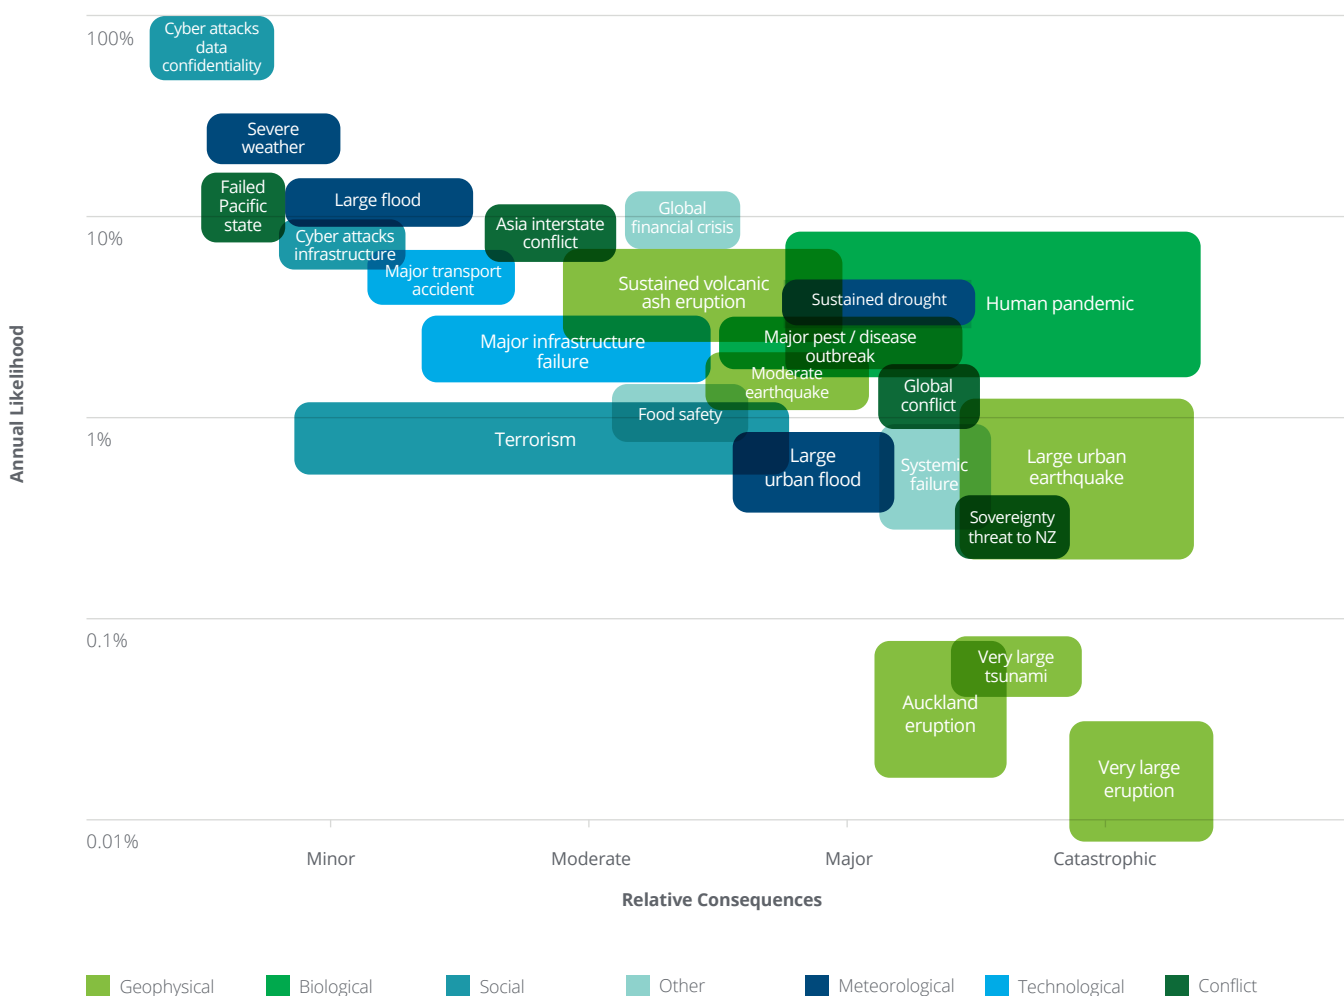 100%
Cyber attacks
data
confidentiality
Severe
weather
Failed
Pacific
state
Large flood
10%
Cyber attacks
infrastructure
Asia interstate
conflict
Global
financial crisis
Major transport
accident
Sustained volcanic
ash eruption
Sustained drought
Human pandemic
Major infrastructure
failure
Major pest / disease
outbreak
Moderate
earthquake
Global
conflict
1%
Terrorism
Food safety
Large
urban flood
Systemic
failure
Large urban
earthquake
Sovereignty
threat to NZ
0.1%
Very large
tsunami
Auckland
eruption
Very large
eruption
0.01%
Annual Likelihood
Minor
Moderate
Major
Catastrophic
Relative Consequences
Geophysical
Biological
Social
Other
Meteorological
Technological
Conflict